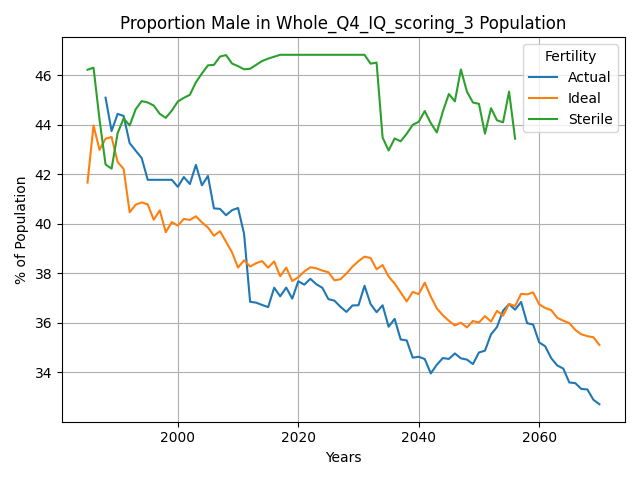 Proportion Male in Whole_Q4_IQ_scoring_3 Population
% of Population
46
44
42
40
38
36
34
Fertility
Actual
Ideal
Sterile
2000
2020
2040
2060
Years